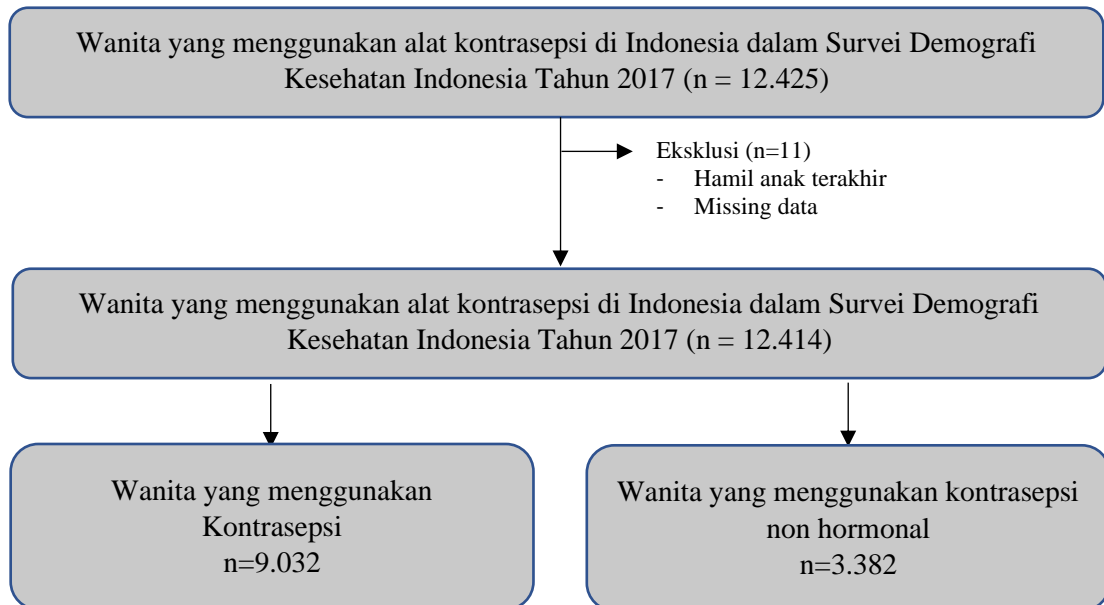 Wanita yang menggunakan alat kontrasepsi di Indonesia dalam Survei Demografi
Kesehatan Indonesia Tahun 2017 (n = 12.425)
Eksklusi (n=11)
- Hamil anak terakhir
- Missing data
Wanita yang menggunakan alat kontrasepsi di Indonesia dalam Survei Demografi
Kesehatan Indonesia Tahun 2017 (n = 12.414)
Wanita yang menggunakan
Kontrasepsi
n=9.032
Wanita yang menggunakan kontrasepsi
non hormonal
n=3.382